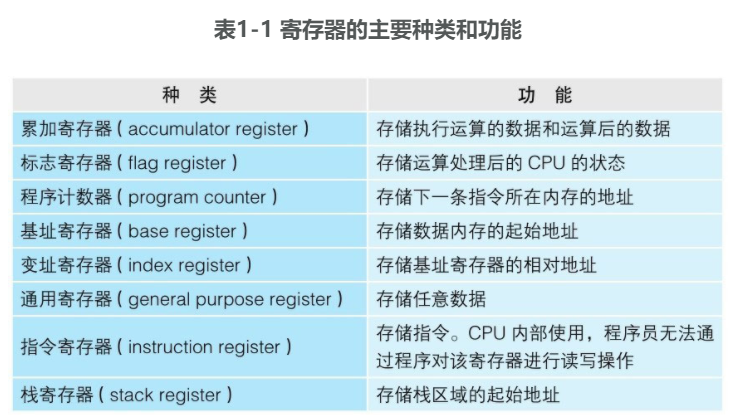 表1-1 寄存器的主要种类和功能
种 类 功 能
累加寄存器（accumulator register） 存储执行运算的数据和运算后的数据
标志寄存器（flag register） 存储运算处理后的 CPU 的状态
程序计数器（program counter） 存储下一条指令所在内存的地址
基址寄存器（base register） 存储数据内存的起始地址
变址寄存器（index register） 存储基址寄存器的相对地址
通用寄存器（general purpose register） 存储任意数据
指令寄存器（instruction register） 存储指令。CPU 内部使用，程序员无法通
过程序对该寄存器进行读写操作
栈寄存器（stack register） 存储栈区域的起始地址